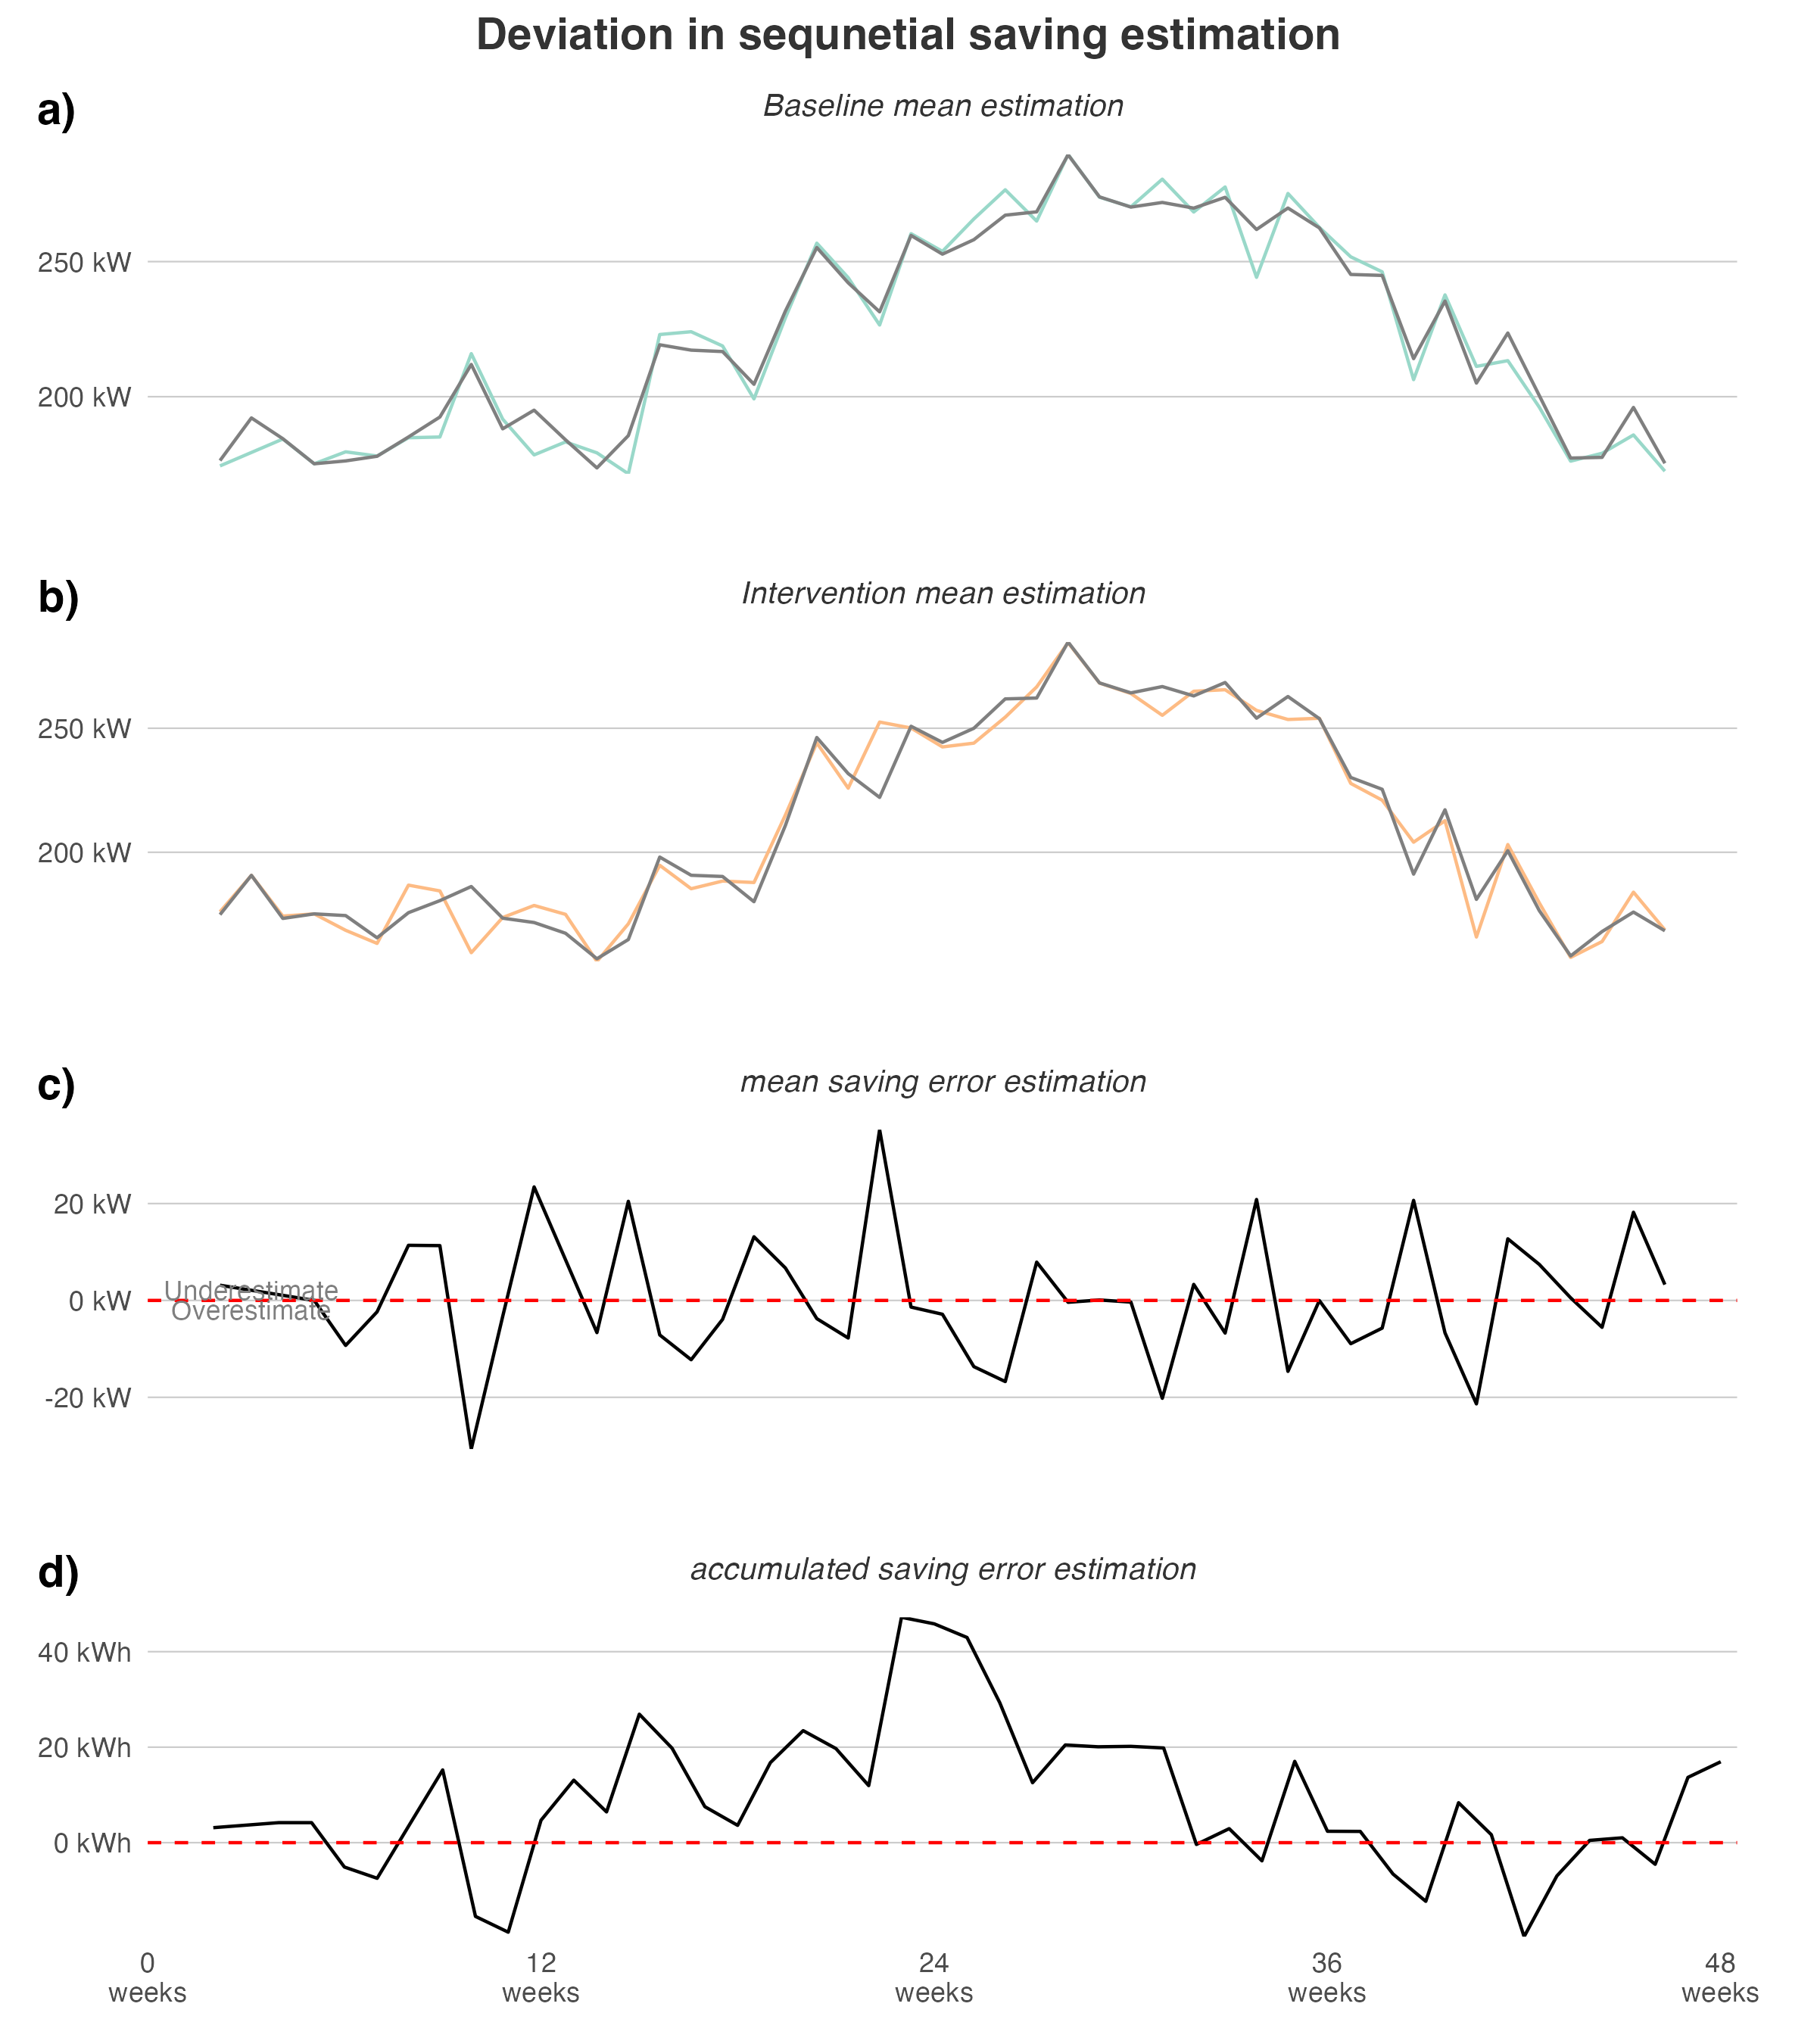 Deviation in sequnetial saving estimation
a)
Baseline mean estimation
250 kW
200 kW
b)
Intervention mean estimation
250 kW
200 kW
c)
mean saving error estimation
20 kW
Underestimate
0 kW
Overestimate
-20 kW
d)
accumulated saving error estimation
40 kWh
20 kWh
0 kWh
0 12 24 36 48
weeks weeks weeks weeks weeks